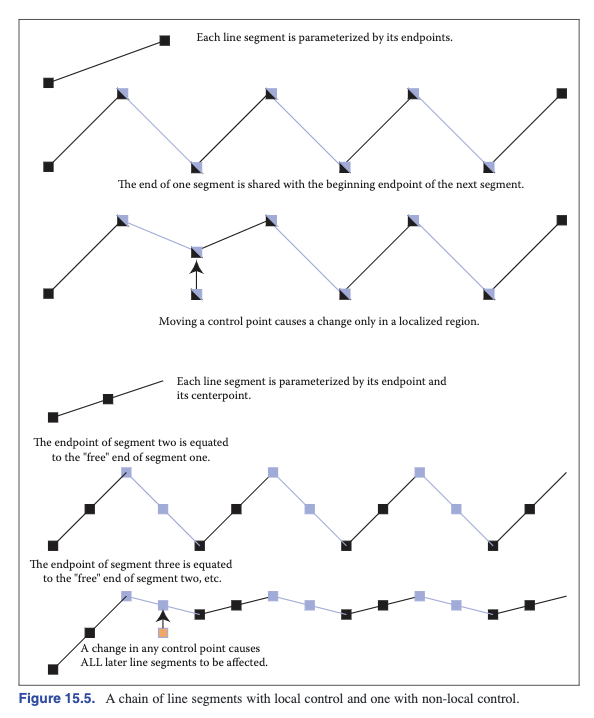 Each line segment is parameterized by its endpoints.
The end of one segment is shared with the beginning endpoint of the next segment.
Moving a control point causes a change only in a localized region.
Each line segment is parameterized by its endpoint and
its centerpoint.
The endpoint of segment two is equated
to the "free" end of segment one.
The endpoint of segment three is equated
to the "free" end of segment two, etc.
A change in any control point causes
ALL later line segments to be affected.
Figure 15.5. A chain of line segments with local control and one with non-local control.